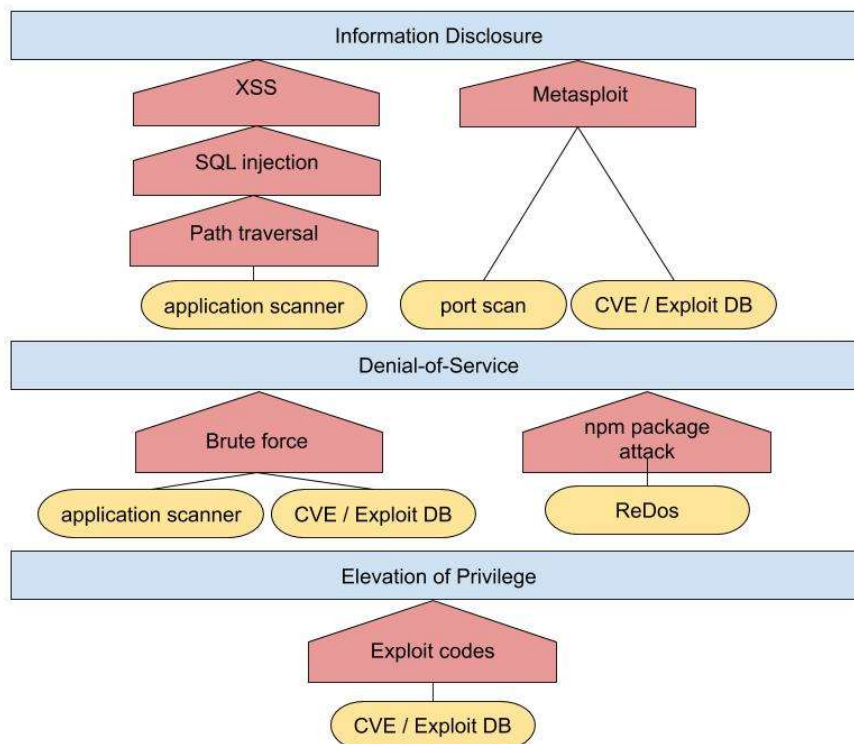 Information Disclosure
XSS
Metasploit
SQL injection
Path traversal
application scanner
port scan
CVE / Exploit DB
Denial-of-Service
Brute force
npm package
attack
application scanner
CVE / Exploit DB
ReDos
Elevation of Privilege
Exploit codes
CVE / Exploit DB